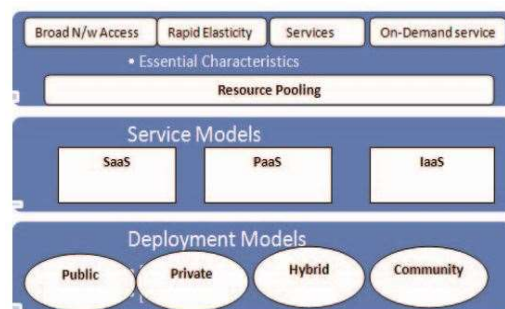 Broad N/w Access Rapid Elasticity Services On-Demand service
• Essential Characteristics
Resource Pooling
Service Models
SaaS PaaS IaaS
Deployment Models
Public Private Hybrid Community